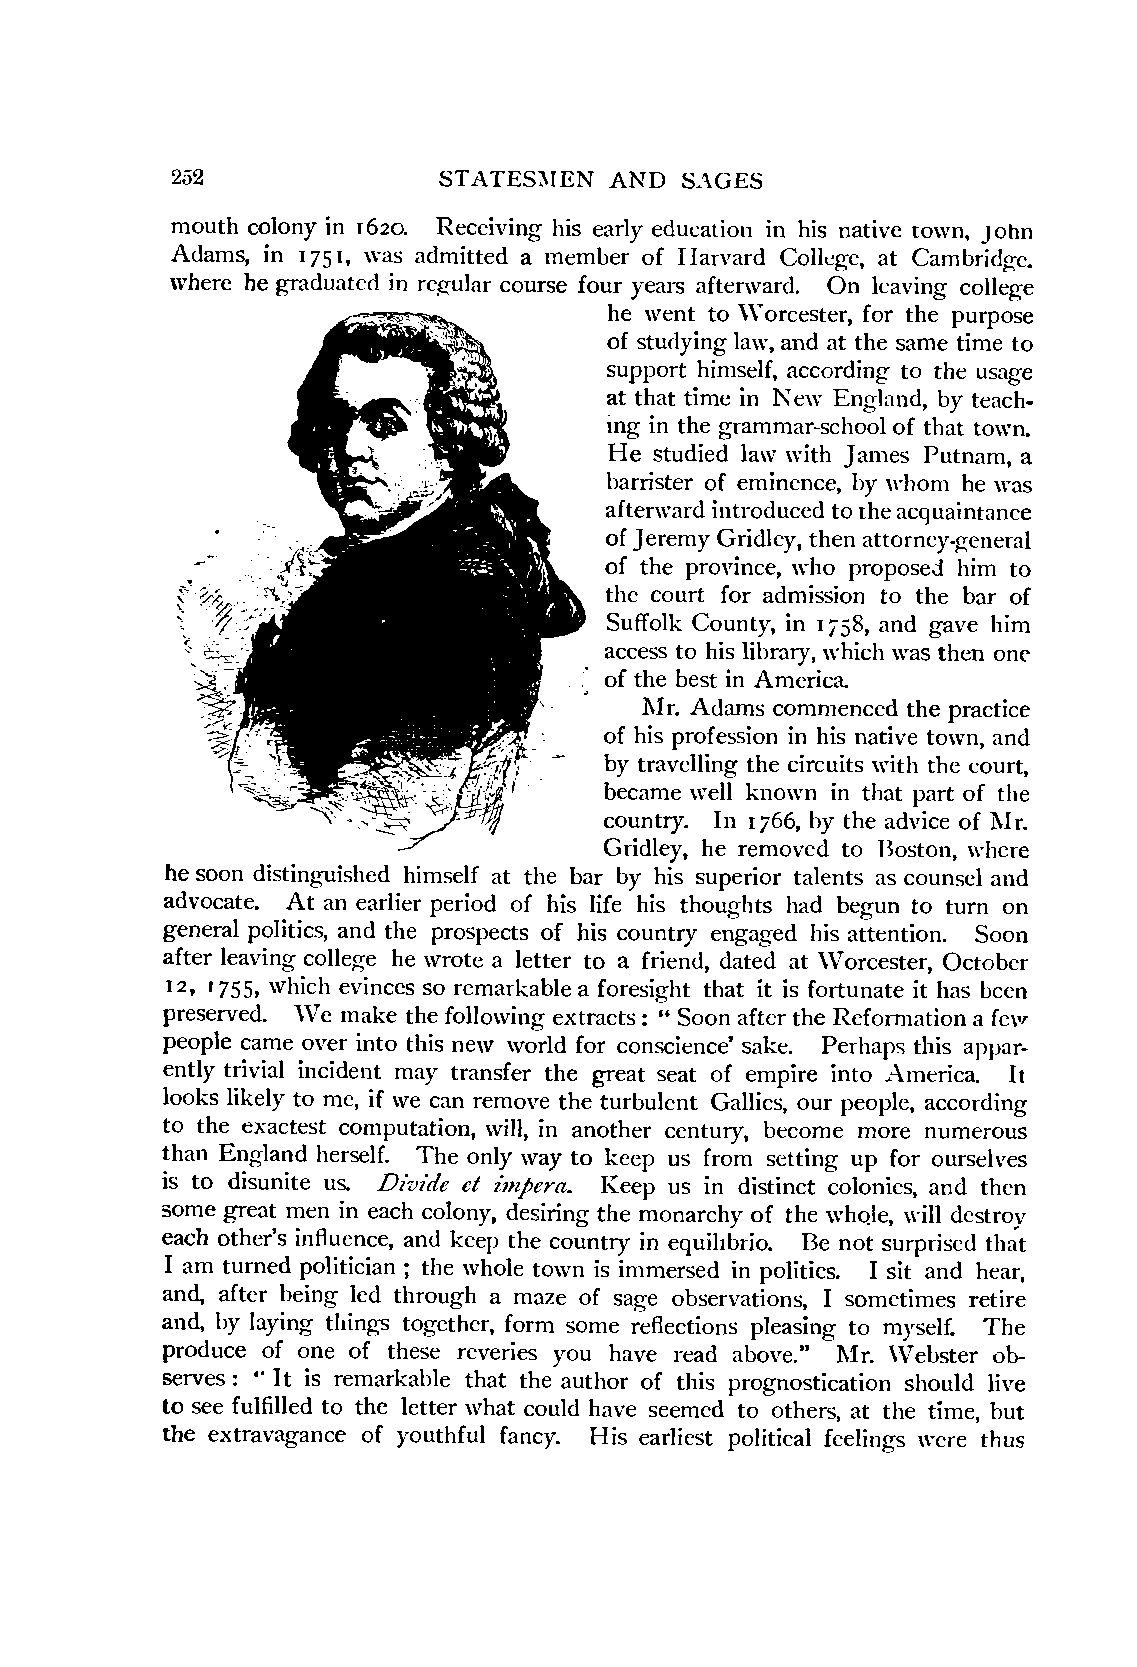 252 STATESMEN AND SAGES
mouth colony in 1620. Receiving his early education in his native town, John
Adams, in 1751, was admitted a member of Harvard College, at Cambridge.
where he graduated in regular course four years afterward. On leaving college
he went to Worcester, for the purpose
of studying law, and at the same time to
support himself, according to the usage
at that time in New England, by teach-
ing in the grammar-school of that town.
He studied law with James Putnam, a
barrister of eminence, by whom he was
afterward introduced to the acquaintance
of Jeremy Gridley, then attorney-general
of the province, who proposed him to
the court for admission to the bar of
Suffolk County, in 1758, and gave him
access to his library, which was then one
of the best in America.
Mr. Adams commenced the practice
of his profession in his native town, and
by travelling the circuits with the court,
became well known in that part of the
country. In 1766, by the advice of Mr.
Gridley, he removed to Boston, where
he soon distinguished himself at the bar by his superior talents as counsel and
advocate. At an earlier period of his life his thoughts had begun to turn on
general politics, and the prospects of his country engaged his attention. Soon
after leaving college he wrote a letter to a friend, dated at Worcester, October
12, 1755, which evinces so remarkable a foresight that it is fortunate it has been
preserved. We make the following extracts : “ Soon after the Reformation a few
people came over into this new world for conscience’ sake. Perhaps this appar-
ently trivial incident may transfer the great seat of empire into America. It
looks likely to me, if we can remove the turbulent Gallics, our people, according
to the exactest computation, will, in another century, become more numerous
than England herself. The only way to keep us from setting up for ourselves
is to disunite us. Divide et impera. Keep us in distinct colonies, and then
some great men in each colony, desiring the monarchy of the whole, will destroy
each other’s influence, and keep the country in equilibrio. Be not surprised that
I am turned politician ; the whole town is immersed in politics. I sit and hear,
and, after being led through a maze of sage observations, I sometimes retire
and, by laying things together, form some reflections pleasing to myself. The
produce of one of these reveries you have read above.” Mr. Webster ob-
serves : “ It is remarkable that the author of this prognostication should live
to see fulfilled to the letter what could have seemed to others, at the time, but
the extravagance of youthful fancy. His earliest political feelings were thus